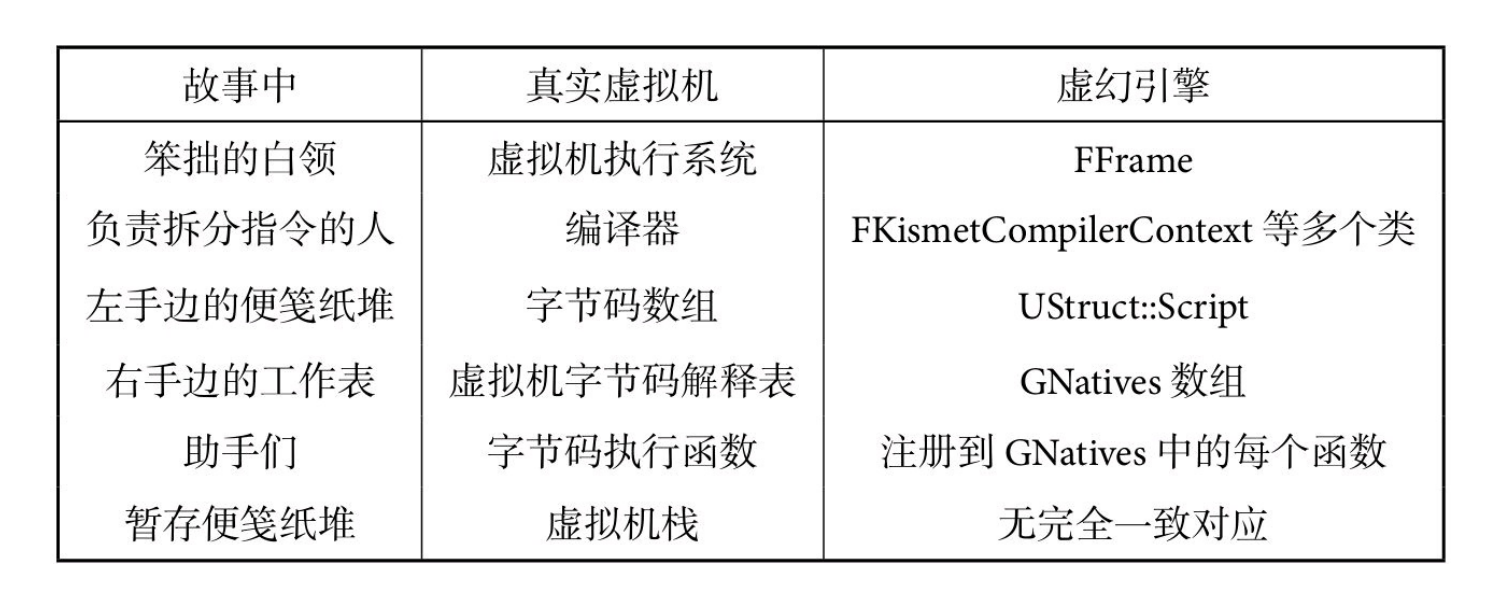 故事中 真实虚拟机 虚幻引擎
笨拙的白领 虚拟机执行系统 FFrame
负责拆分指令的人 编译器 FKismetCompilerContext 等多个类
左手边的便笺纸堆 字节码数组 UStruct::Script
右手边的工作表 虚拟机字节码解释表 GNatives 数组
助手们 字节码执行函数 注册到 GNatives 中的每个函数
暂存便笺纸堆 虚拟机栈 无完全一致对应